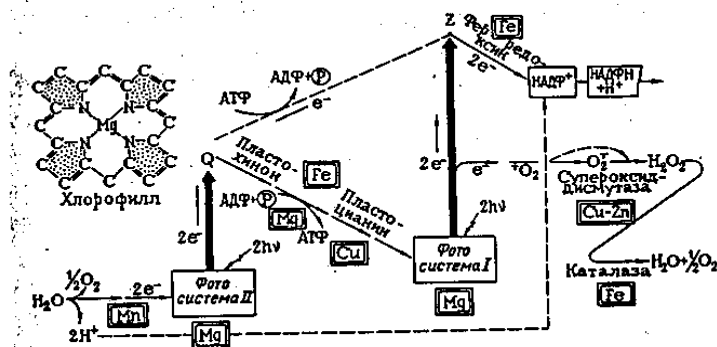 Z
Ферредо-
ксин
Fe
2e⁻
НАДФ⁺
НАДФН
+H⁺
АДФ+Ⓟ
АТФ
e⁻
C C C C C
N N
Mg
N N
Хлорофилл
Q
Пласто-
хинон
Fe
АДФ+Ⓟ
Mg
АТФ
Пласто-
цианин
Cu
2e⁻
2hν
2e⁻
e⁻
+O₂
O₂⁻
H₂O₂
Супероксид-
дисмутаза
Cu-Zn
2hν
Фото
система I
Mg
Каталаза
H₂O+½O₂
Fe
½O₂
H₂O
2e⁻
Mn
2H⁺
Фото
система II
Mg